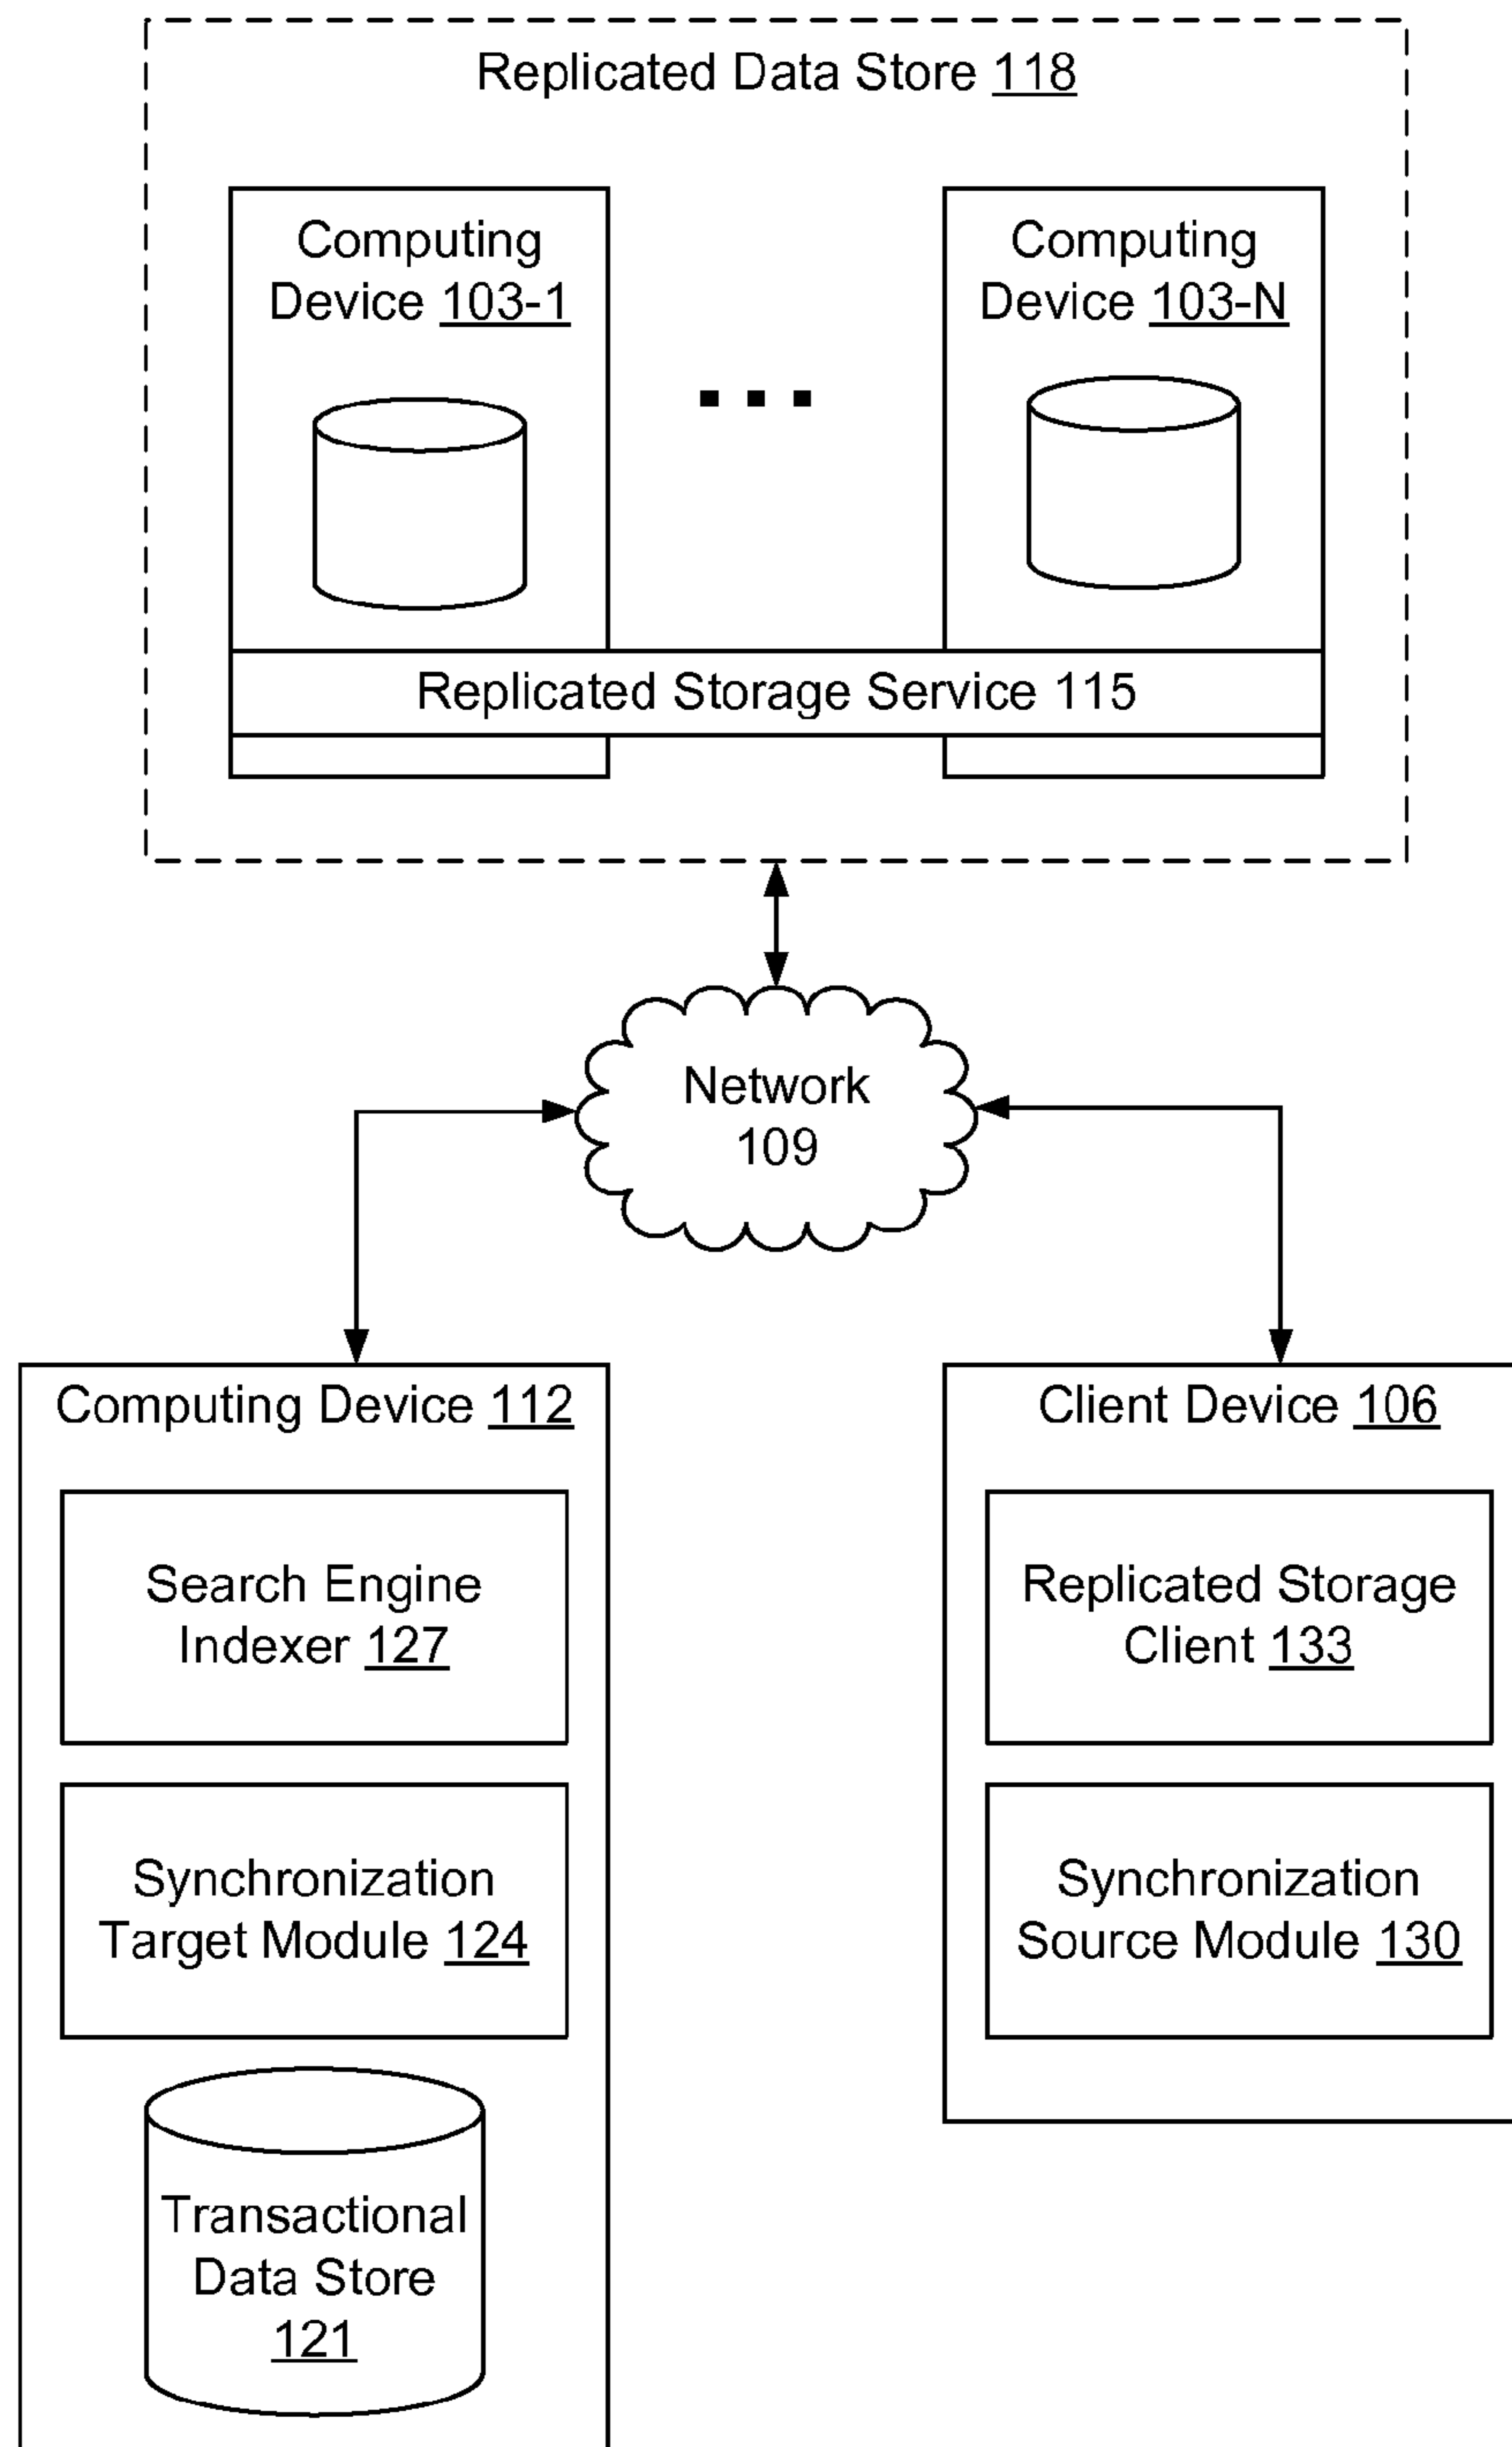 Replicated Data Store 118
Computing
Device 103-1
Computing
Device 103-N
Replicated Storage Service 115
Network
109
Computing Device 112
Search Engine
Indexer 127
Synchronization
Target Module 124
Transactional
Data Store
121
Client Device 106
Replicated Storage
Client 133
Synchronization
Source Module 130